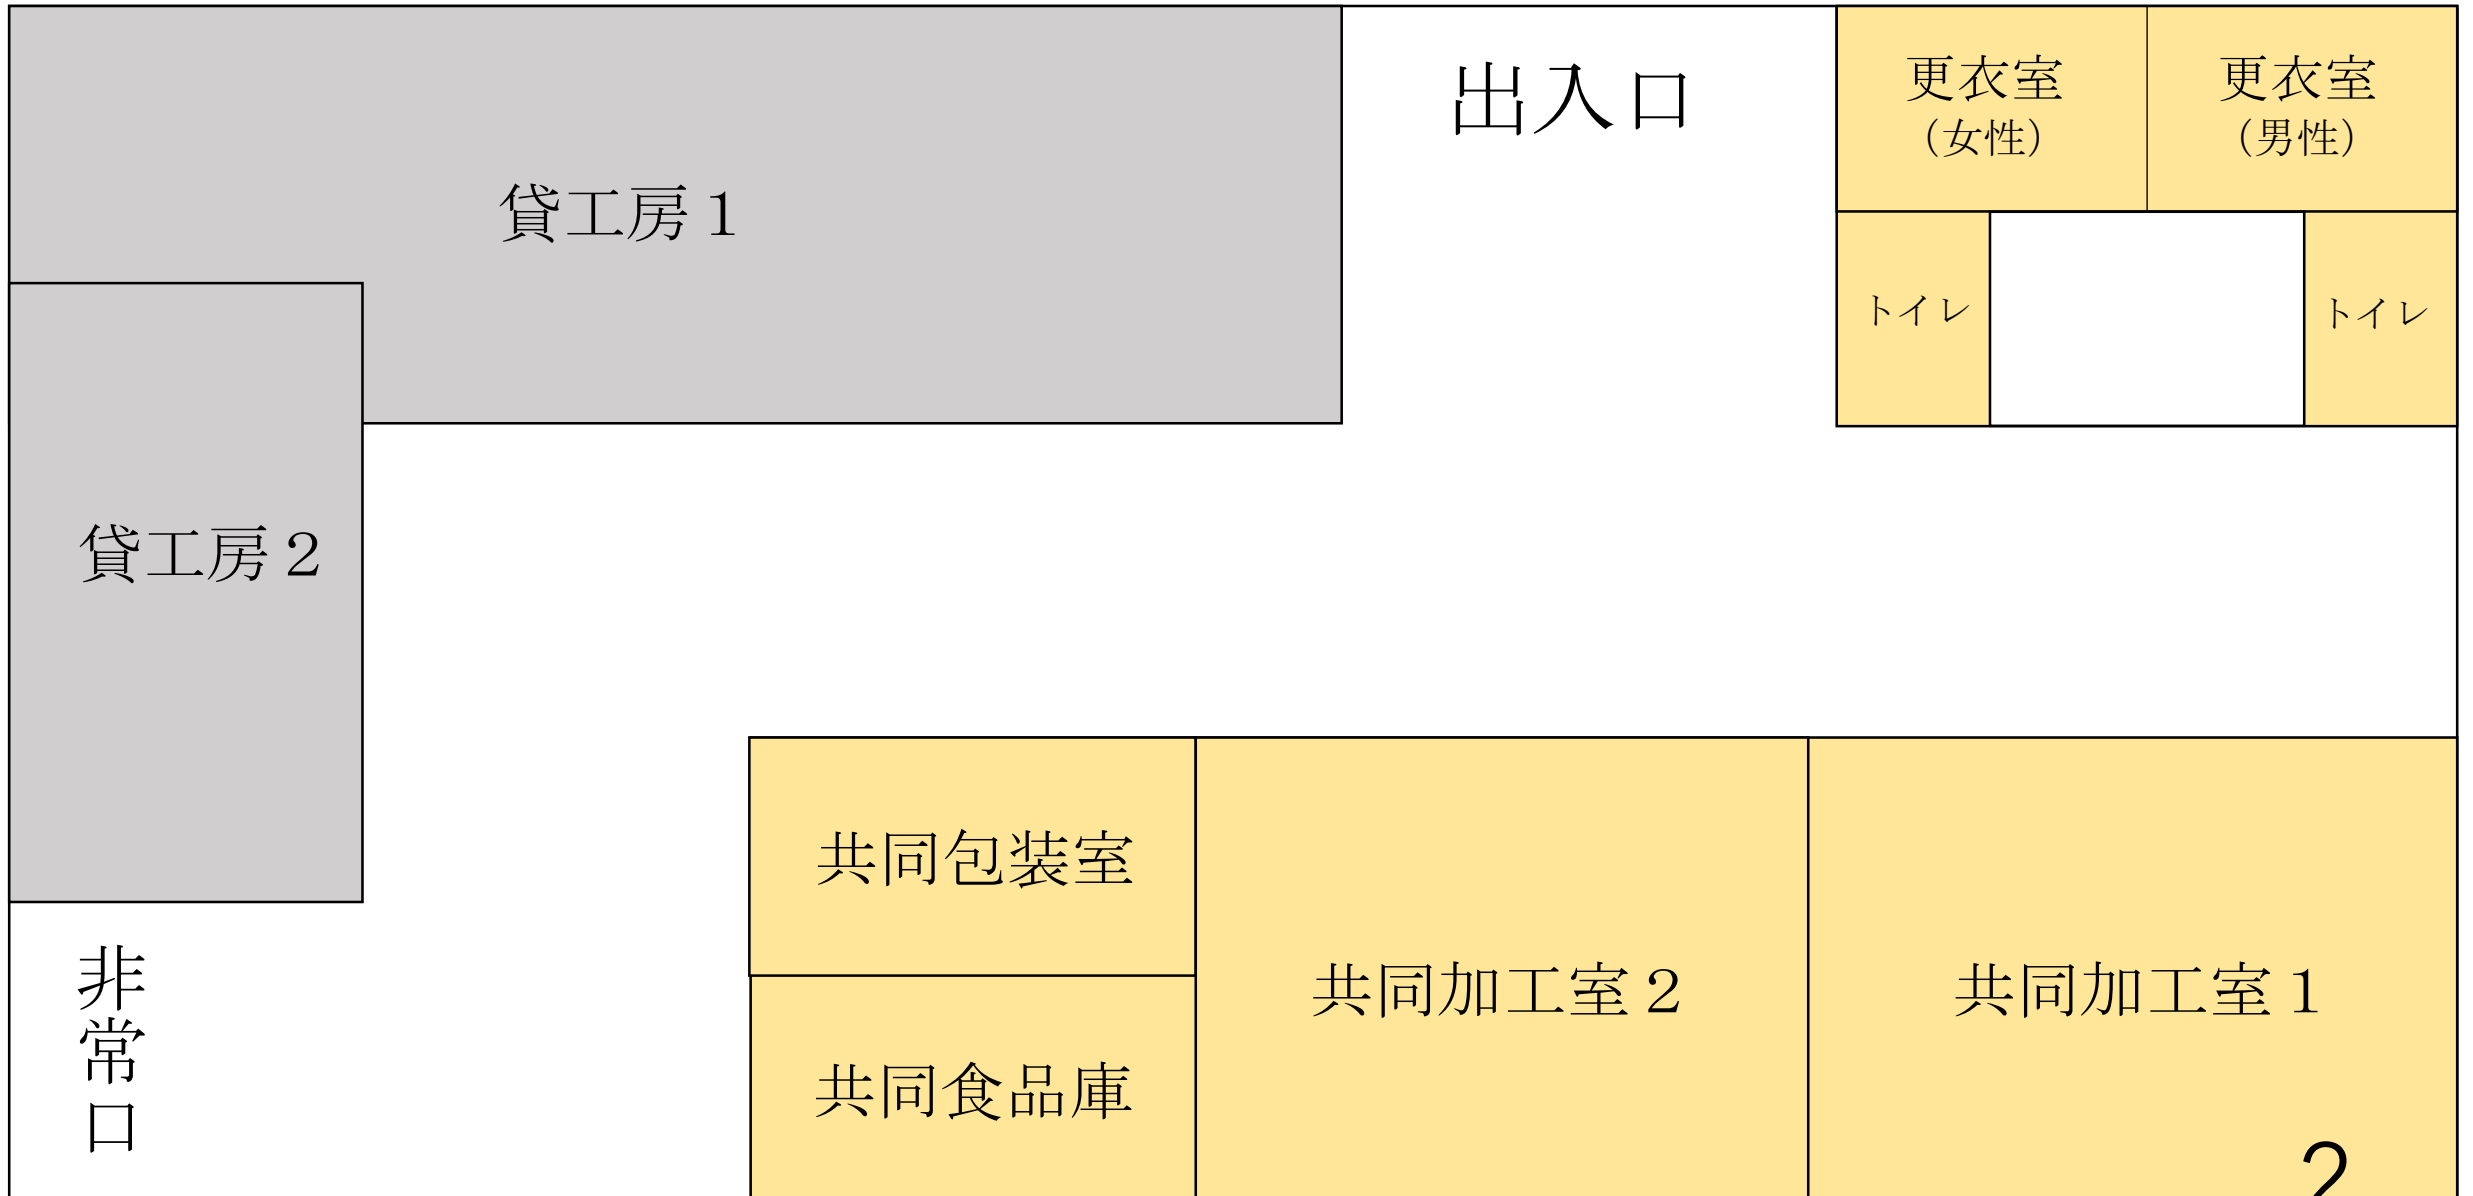 出入口
更衣室
（女性）
更衣室
（男性）
貸工房１
トイレ
トイレ
貸工房２
共同包装室
共同加工室２
共同加工室１
非常口
共同食品庫
2